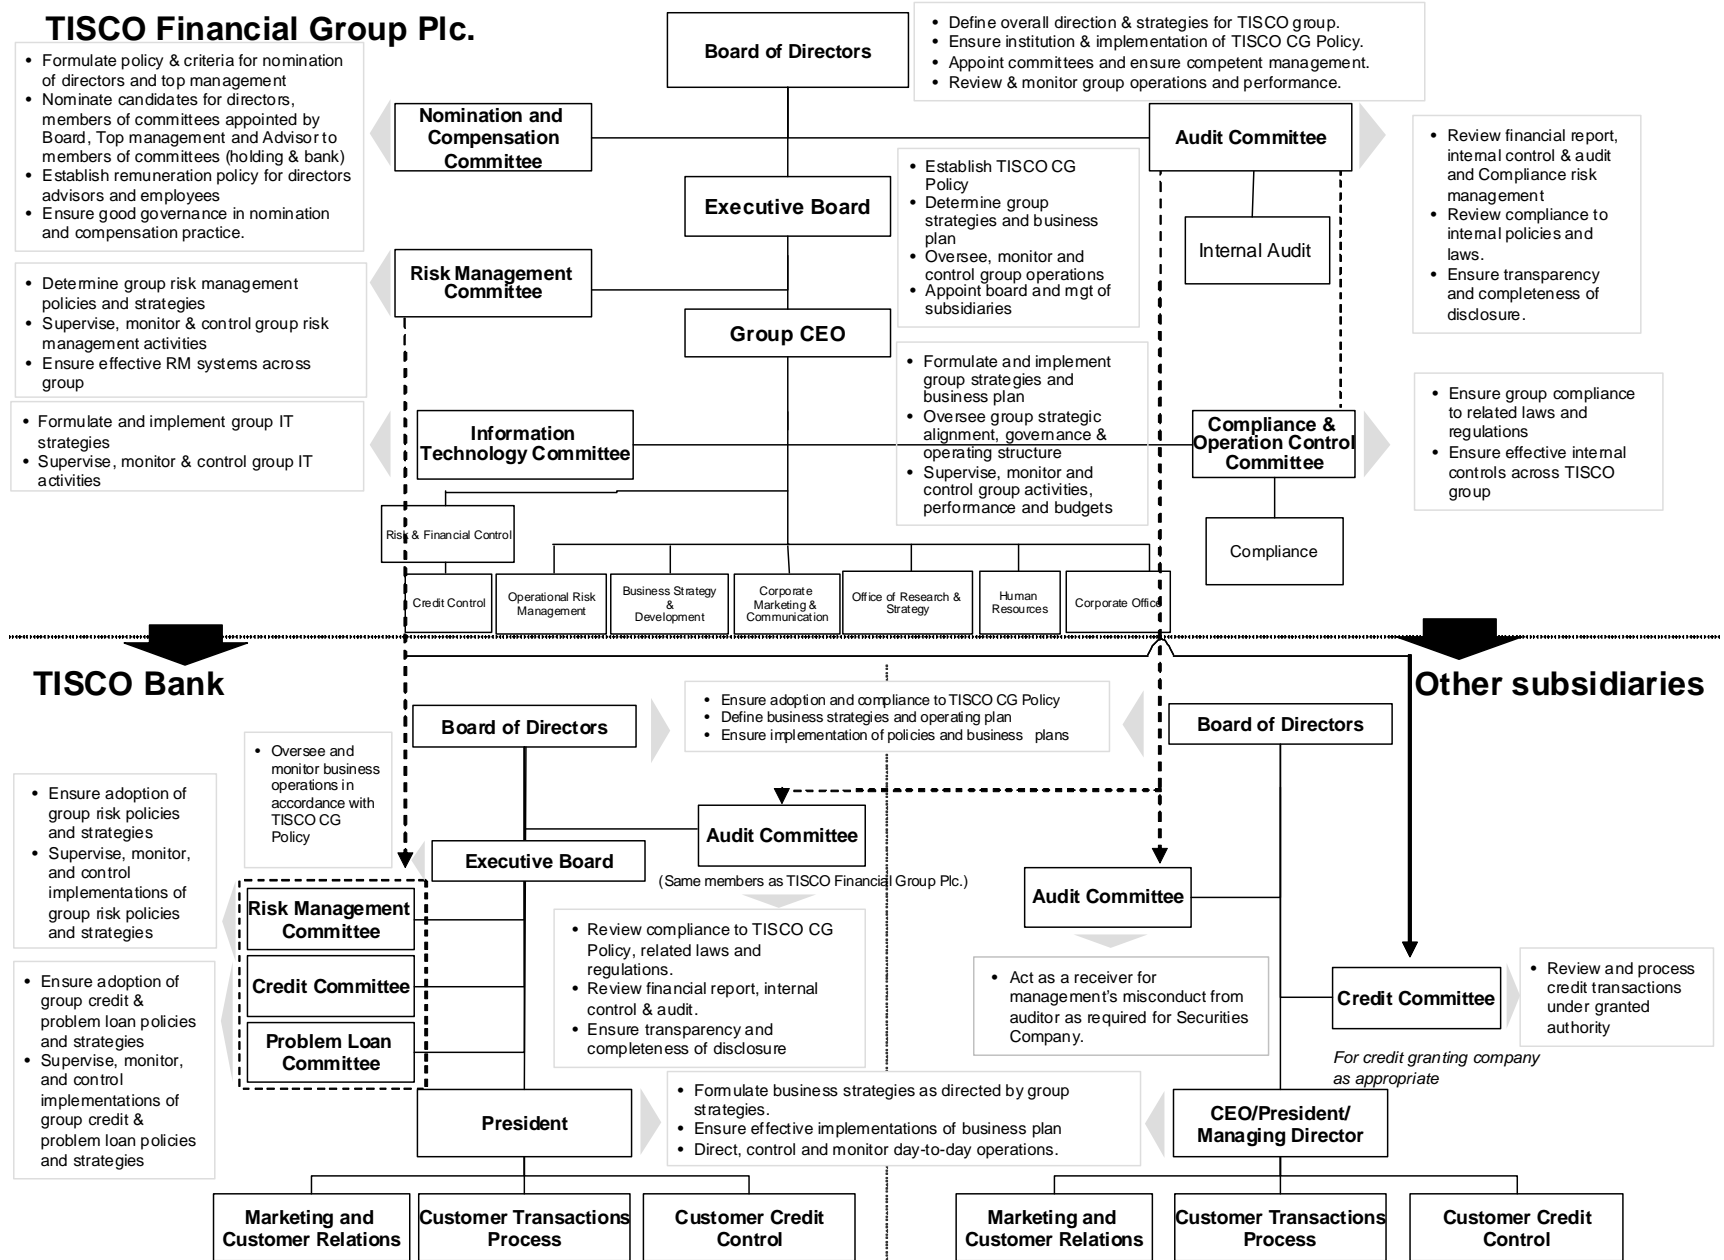 TISCO Financial Group Plc.
Board of Directors
• Define overall direction & strategies for TISCO group.
• Ensure institution & implementation of TISCO CG Policy.
• Appoint committees and ensure competent management.
• Review & monitor group operations and performance.
• Formulate policy & criteria for nomination
of directors and top management
• Nominate candidates for directors,
members of committees appointed by
Board, Top management and Advisor to
members of committees (holding & bank)
• Establish remuneration policy for directors
advisors and employees
• Ensure good governance in nomination
and compensation practice.
Nomination and
Compensation
Committee
Audit Committee
• Review financial report,
internal control & audit
and Compliance risk
management
• Review compliance to
internal policies and
laws.
• Ensure transparency
and completeness of
disclosure.
Executive Board
• Establish TISCO CG
Policy
• Determine group
strategies and business
plan
• Oversee, monitor and
control group operations
• Appoint board and mgt of
subsidiaries
Internal Audit
Risk Management
Committee
• Determine group risk management
policies and strategies
• Supervise, monitor & control group risk
management activities
• Ensure effective RM systems across
group
Group CEO
• Formulate and implement
group strategies and
business plan
• Oversee group strategic
alignment, governance &
operating structure
• Supervise, monitor and
control group activities,
performance and budgets
• Formulate and implement group IT
strategies
• Supervise, monitor & control group IT
activities
Information
Technology Committee
Compliance &
Operation Control
Committee
• Ensure group compliance
to related laws and
regulations
• Ensure effective internal
controls across TISCO
group
Risk & Financial Control
Compliance
Credit Control
Operational Risk
Management
Business Strategy
&
Development
Corporate
Marketing &
Communication
Office of Research &
Strategy
Human
Resources
Corporate Office
TISCO Bank
Other subsidiaries
Board of Directors
• Ensure adoption and compliance to TISCO CG Policy
• Define business strategies and operating plan
• Ensure implementation of policies and business plans
Board of Directors
• Oversee and
monitor business
operations in
accordance with
TISCO CG
Policy
• Ensure adoption of
group risk policies
and strategies
• Supervise, monitor,
and control
implementations of
group risk policies
and strategies
Audit Committee
Executive Board
(Same members as TISCO Financial Group Plc.)
Audit Committee
Risk Management
Committee
Credit Committee
Problem Loan
Committee
• Ensure adoption of
group credit &
problem loan policies
and strategies
• Supervise, monitor,
and control
implementations of
group credit &
problem loan policies
and strategies
• Review compliance to TISCO CG
Policy, related laws and
regulations.
• Review financial report, internal
control & audit.
• Ensure transparency and
completeness of disclosure
• Act as a receiver for
management’s misconduct from
auditor as required for Securities
Company.
Credit Committee
• Review and process
credit transactions
under granted
authority
For credit granting company
as appropriate
President
• Formulate business strategies as directed by group
strategies.
• Ensure effective implementations of business plan
• Direct, control and monitor day-to-day operations.
CEO/President/
Managing Director
Marketing and
Customer Relations
Customer Transactions
Process
Customer Credit
Control
Marketing and
Customer Relations
Customer Transactions
Process
Customer Credit
Control